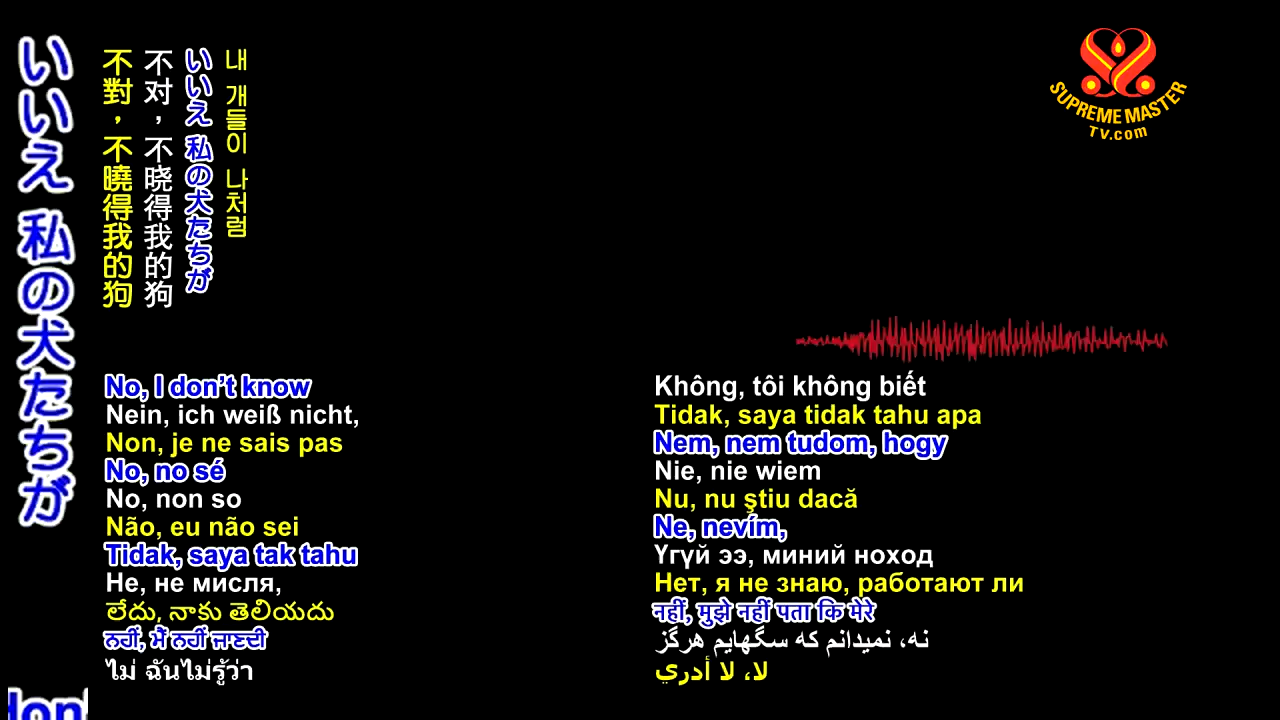 いいえ 私の犬たちが
不對，不曉得我的狗
不对，不晓得我的狗
いいえ 私の犬たちが
내 개들이 나처럼
SUPREME MASTER
TV.com
No, I don’t know
Nein, ich weiß nicht,
Non, je ne sais pas
No, no sé
No, non so
Não, eu não sei
Tidak, saya tak tahu
Не, не мисля,
లేదు, నాకు తెలియదు
ਨਹੀਂ, ਮੈਂ ਨਹੀਂ ਜਾਣਦੀ
ไม่ ฉันไม่รู้ว่า
Không, tôi không biết
Tidak, saya tidak tahu apa
Nem, nem tudom, hogy
Nie, nie wiem
Nu, nu ştiu dacă
Ne, nevím,
Үгүй ээ, миний ноход
Нет, я не знаю, работают ли
नहीं, मुझे नहीं पता कि मेरे
نه، نمیدانم که سگهایم هرگز
لا، لا أدري